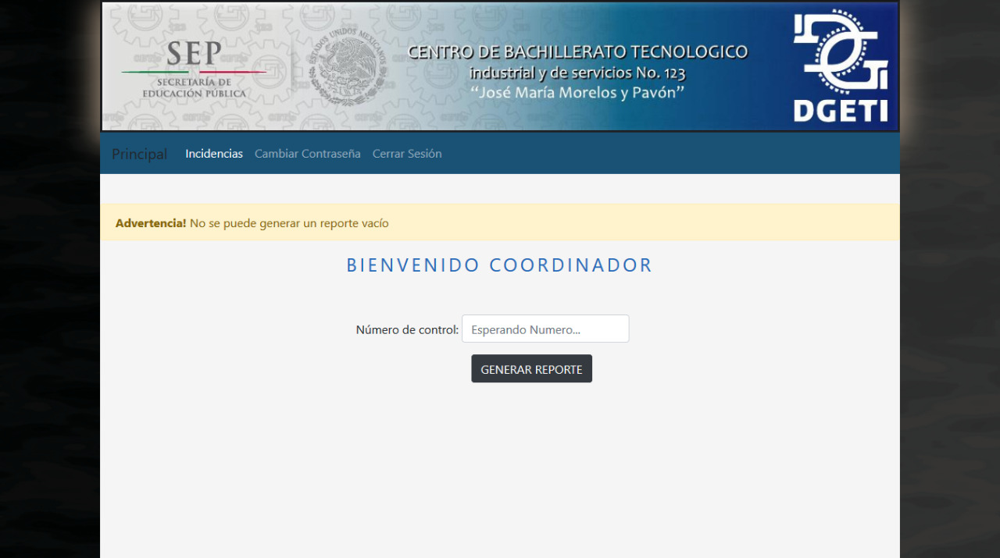 SEP
SECRETARÍA DE
EDUCACIÓN PÚBLICA
ESTADOS UNIDOS MEXICANOS
CENTRO DE BACHILLERATO TECNOLOGICO
industrial y de servicios No. 123
“José María Morelos y Pavón”
DGETI
Principal Incidencias Cambiar Contraseña Cerrar Sesión
Advertencia! No se puede generar un reporte vacío
BIENVENIDO COORDINADOR
Número de control: Esperando Numero...
GENERAR REPORTE